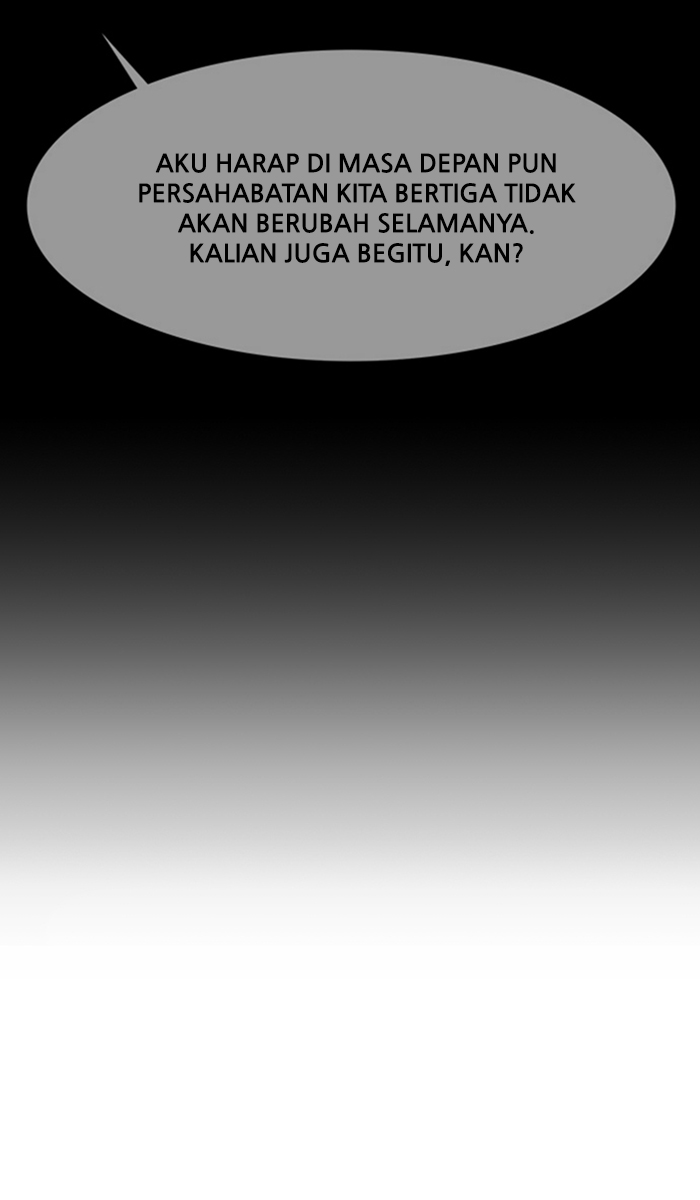 AKU HARAP DI MASA DEPAN PUN
PERSAHABATAN KITA BERTIGA TIDAK
AKAN BERUBAH SELAMANYA.
KALIAN JUGA BEGITU, KAN?